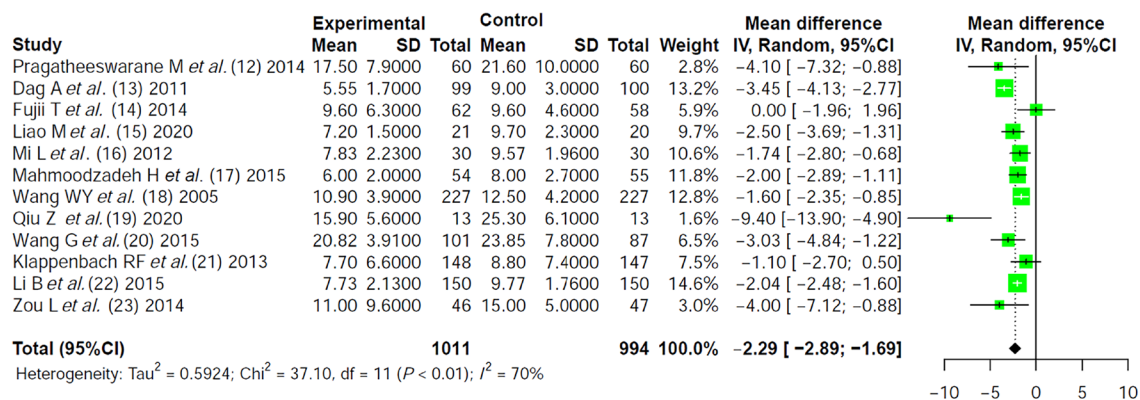 Experimental Control Mean difference Mean difference
Study Mean SD Total Mean SD Total Weight IV, Random, 95%CI IV, Random, 95%CI
Pragatheeswarane M et al. (12) 2014 17.50 7.9000 60 21.60 10.0000 60 2.8% −4.10 [ −7.32; −0.88]
Dag A et al. (13) 2011 5.55 1.7000 99 9.00 3.0000 100 13.2% −3.45 [ −4.13; −2.77]
Fujii T et al. (14) 2014 9.60 6.3000 62 9.60 4.6000 58 5.9% 0.00 [ −1.96; 1.96]
Liao M et al. (15) 2020 7.20 1.5000 21 9.70 2.3000 20 9.7% −2.50 [ −3.69; −1.31]
Mi L et al. (16) 2012 7.83 2.2300 30 9.57 1.9600 30 10.6% −1.74 [ −2.80; −0.68]
Mahmoodzadeh H et al. (17) 2015 6.00 2.0000 54 8.00 2.7000 55 11.8% −2.00 [ −2.89; −1.11]
Wang WY et al. (18) 2005 10.90 3.9000 227 12.50 4.2000 227 12.8% −1.60 [ −2.35; −0.85]
Qiu Z et al. (19) 2020 15.90 5.6000 13 25.30 6.1000 13 1.6% −9.40 [ −13.90; −4.90]
Wang G et al. (20) 2015 20.82 3.9100 101 23.85 7.8000 87 6.5% −3.03 [ −4.84; −1.22]
Klappenbach RF et al. (21) 2013 7.70 6.6000 148 8.80 7.4000 147 7.5% −1.10 [ −2.70; 0.50]
Li B et al. (22) 2015 7.73 2.1300 150 9.77 1.7600 150 14.6% −2.04 [ −2.48; −1.60]
Zou L et al. (23) 2014 11.00 9.6000 46 15.00 5.0000 47 3.0% −4.00 [ −7.12; −0.88]
Total (95%CI) 1011 994 100.0% −2.29 [ −2.89; −1.69]
Heterogeneity: Tau² = 0.5924; Chi² = 37.10, df = 11 (P < 0.01); I² = 70%
−10 −5 0 5 10